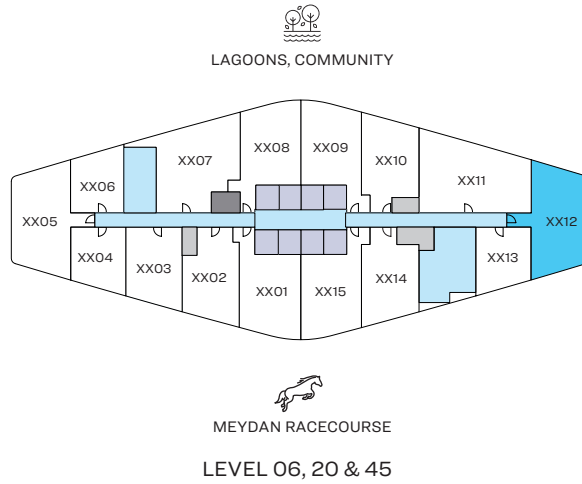 LAGOONS, COMMUNITY
XX08
XX09
XX07
XX10
XX06
XX11
XX05
XX12
XX04
XX03
XX02
XX01
XX15
XX14
XX13
MEYDAN RACECOURSE
LEVEL 06, 20 & 45